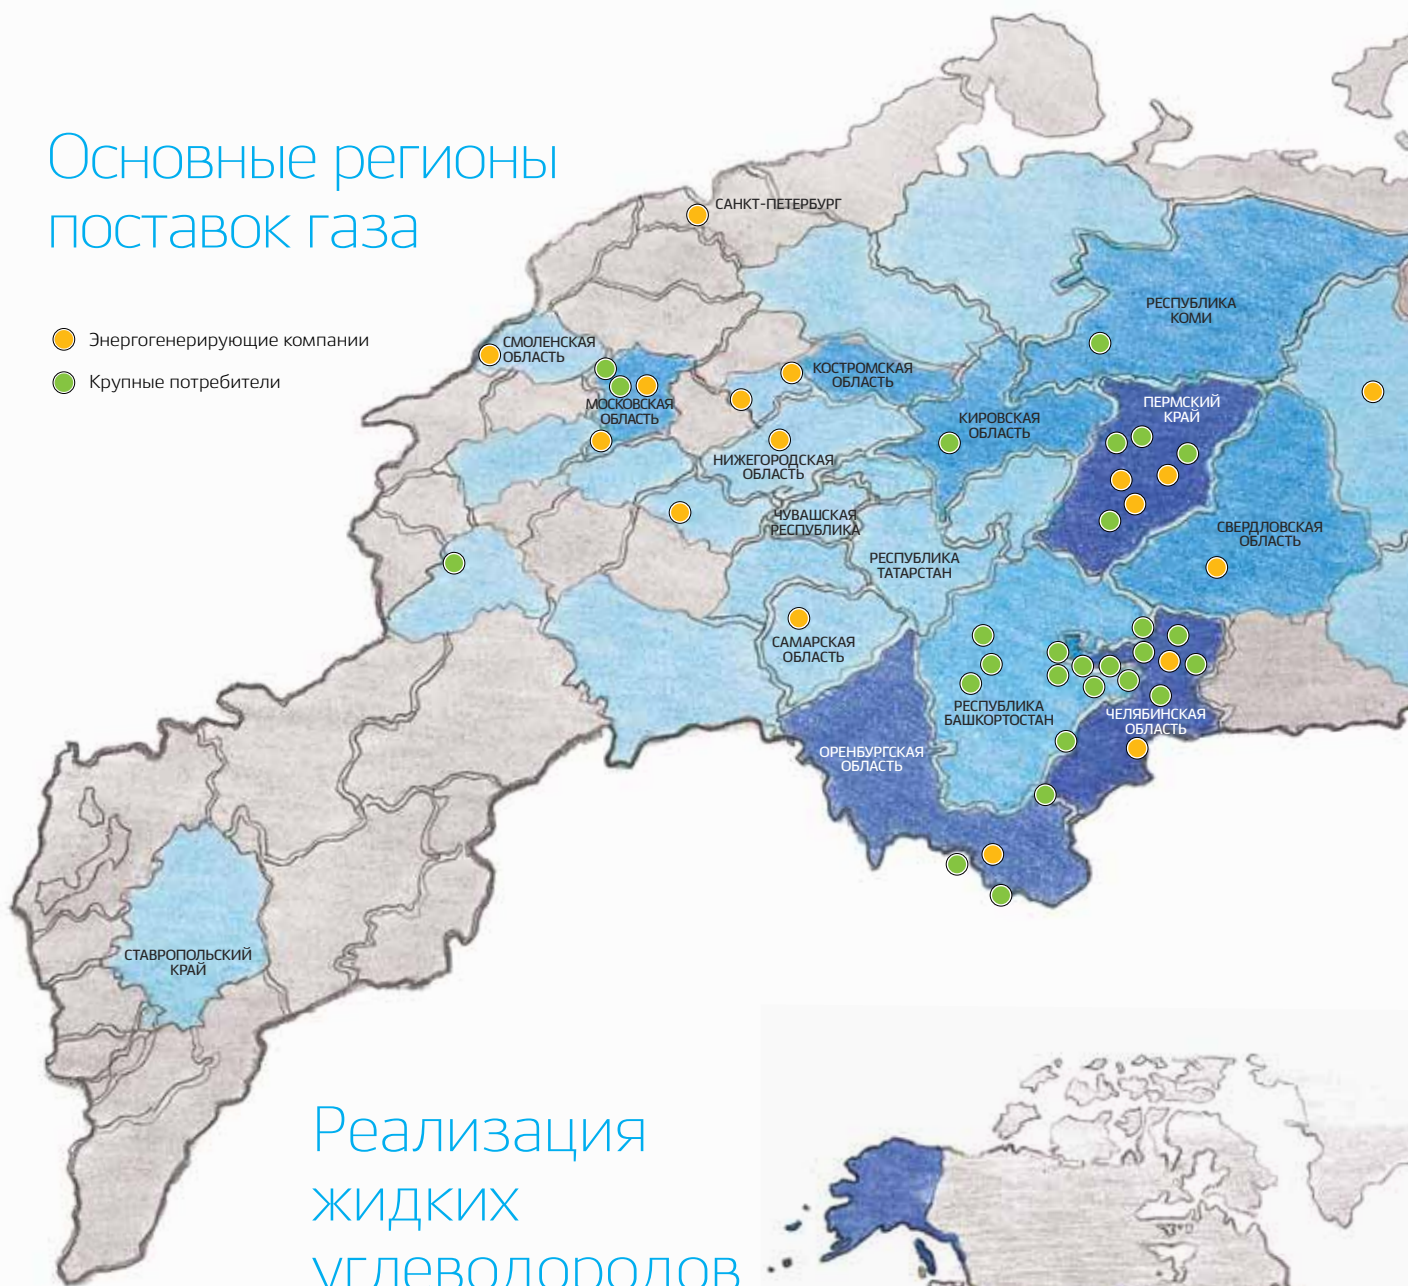 Основные регионы
поставок газа
Энергогенерирующие компании
Крупные потребители
САНКТ-ПЕТЕРБУРГ
РЕСПУБЛИКА
КОМИ
СМОЛЕНСКАЯ
ОБЛАСТЬ
КОСТРОМСКАЯ
ОБЛАСТЬ
МОСКОВСКАЯ
ОБЛАСТЬ
ПЕРМСКИЙ
КРАЙ
КИРОВСКАЯ
ОБЛАСТЬ
НИЖЕГОРОДСКАЯ
ОБЛАСТЬ
ЧУВАШСКАЯ
РЕСПУБЛИКА
СВЕРДЛОВСКАЯ
ОБЛАСТЬ
РЕСПУБЛИКА
ТАТАРСТАН
САМАРСКАЯ
ОБЛАСТЬ
РЕСПУБЛИКА
БАШКОРТОСТАН
ЧЕЛЯБИНСКАЯ
ОБЛАСТЬ
ОРЕНБУРГСКАЯ
ОБЛАСТЬ
СТАВРОПОЛЬСКИЙ
КРАЙ
Реализация
жидких
углеводородов